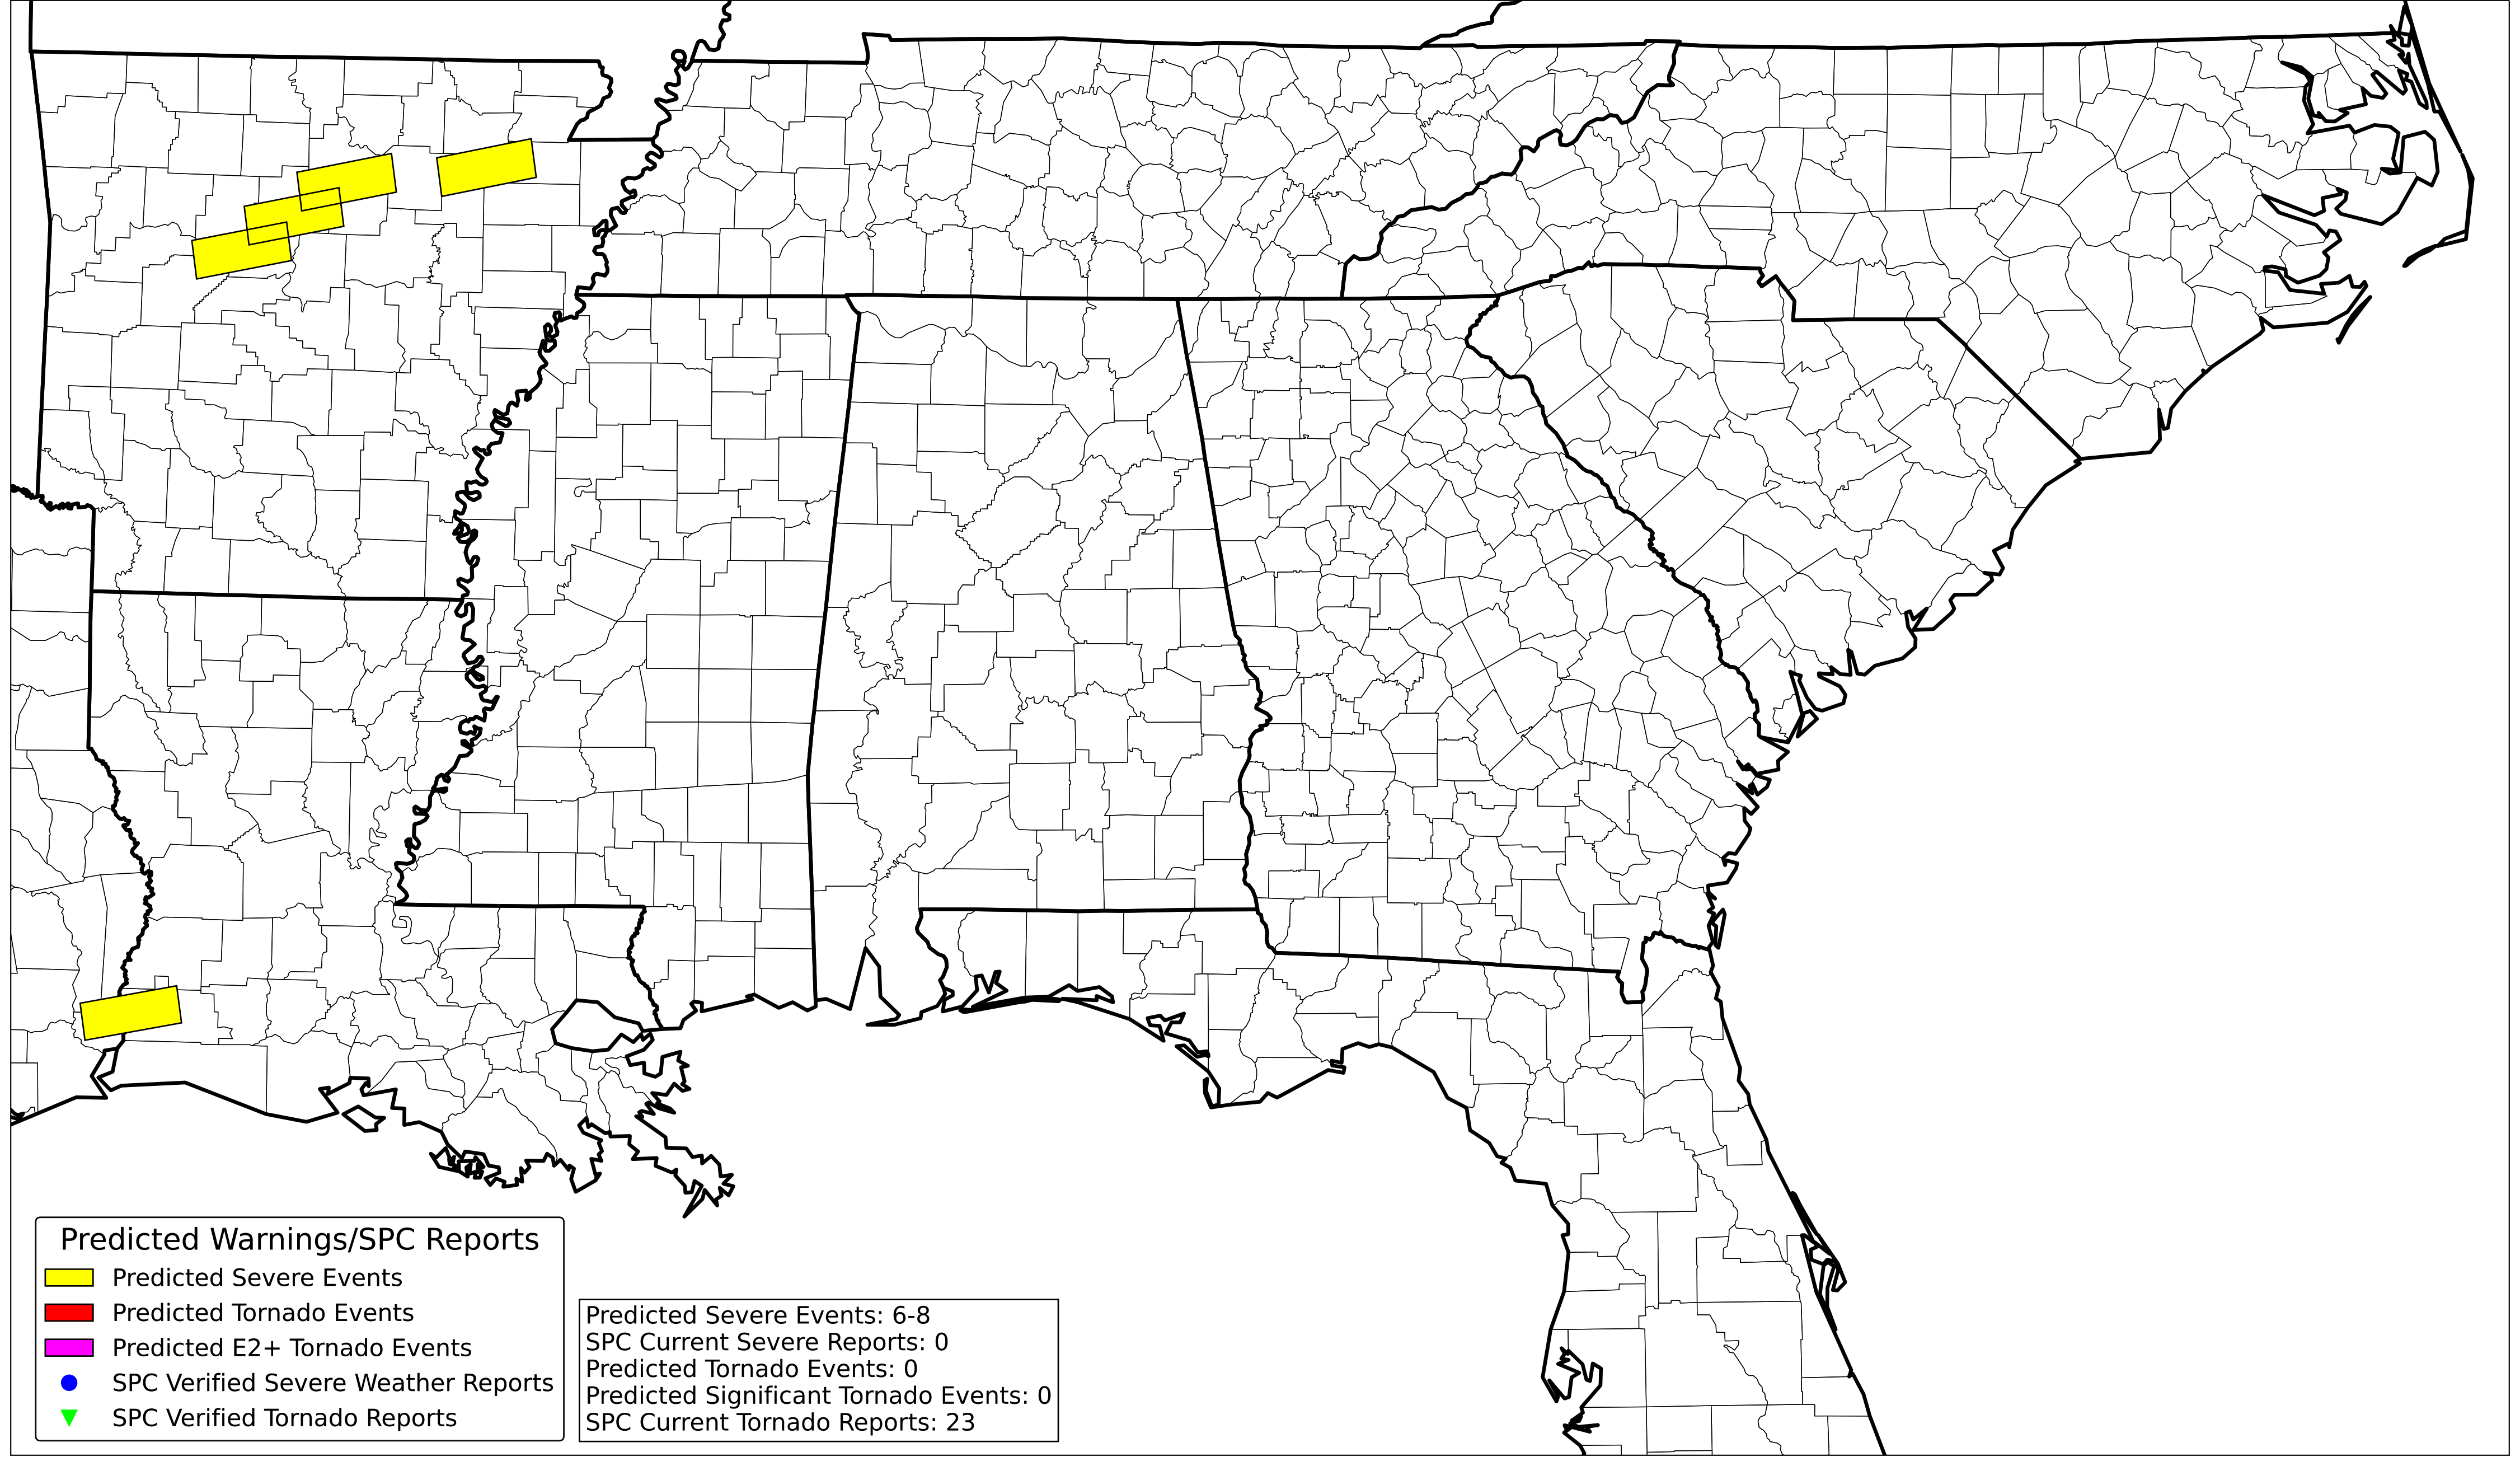 Predicted Warnings/SPC Reports
Predicted Severe Events
Predicted Tornado Events
Predicted E2+ Tornado Events
SPC Verified Severe Weather Reports
SPC Verified Tornado Reports
Predicted Severe Events: 6-8
SPC Current Severe Reports: 0
Predicted Tornado Events: 0
Predicted Significant Tornado Events: 0
SPC Current Tornado Reports: 23